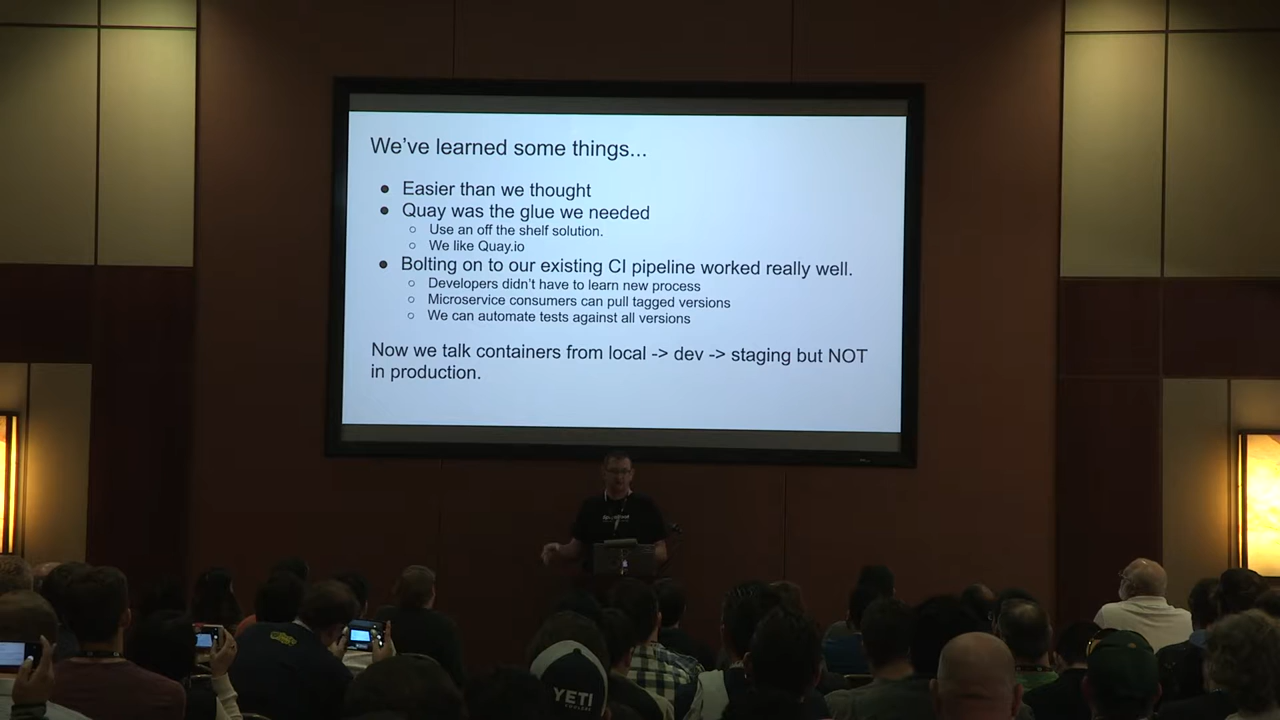 We've learned some things...
● Easier than we thought
● Quay was the glue we needed
○ Use an off the shelf solution.
○ We like Quay.io
● Bolting on to our existing CI pipeline worked really well.
○ Developers didn't have to learn new process
○ Microservice consumers can pull tagged versions
○ We can automate tests against all versions
Now we talk containers from local -> dev -> staging but NOT
in production.
YETI